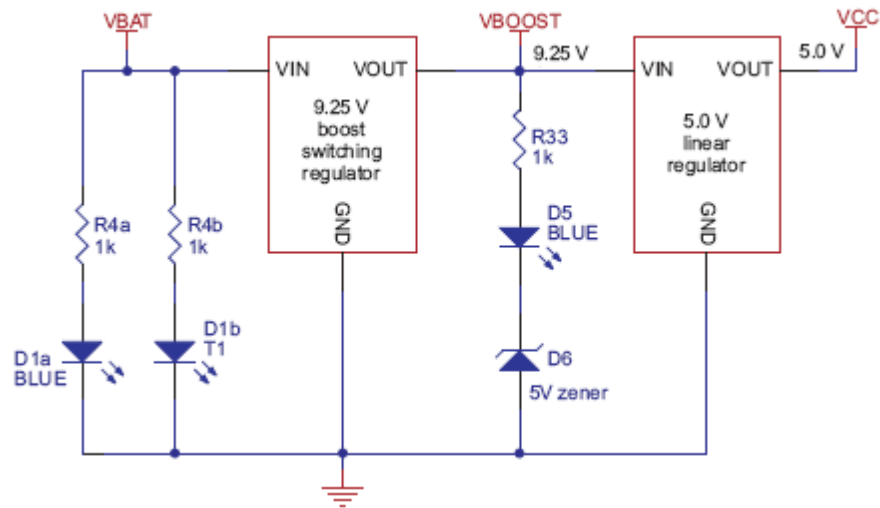 VBAT
VBOOST
VCC
VIN
VOUT
9.25 V
VIN
VOUT
5.0 V
9.25 V
boost
switching
regulator
GND
R33
1k
5.0 V
linear
regulator
GND
R4a
1k
R4b
1k
D5
BLUE
D1a
BLUE
D1b
T1
D6
5V zener